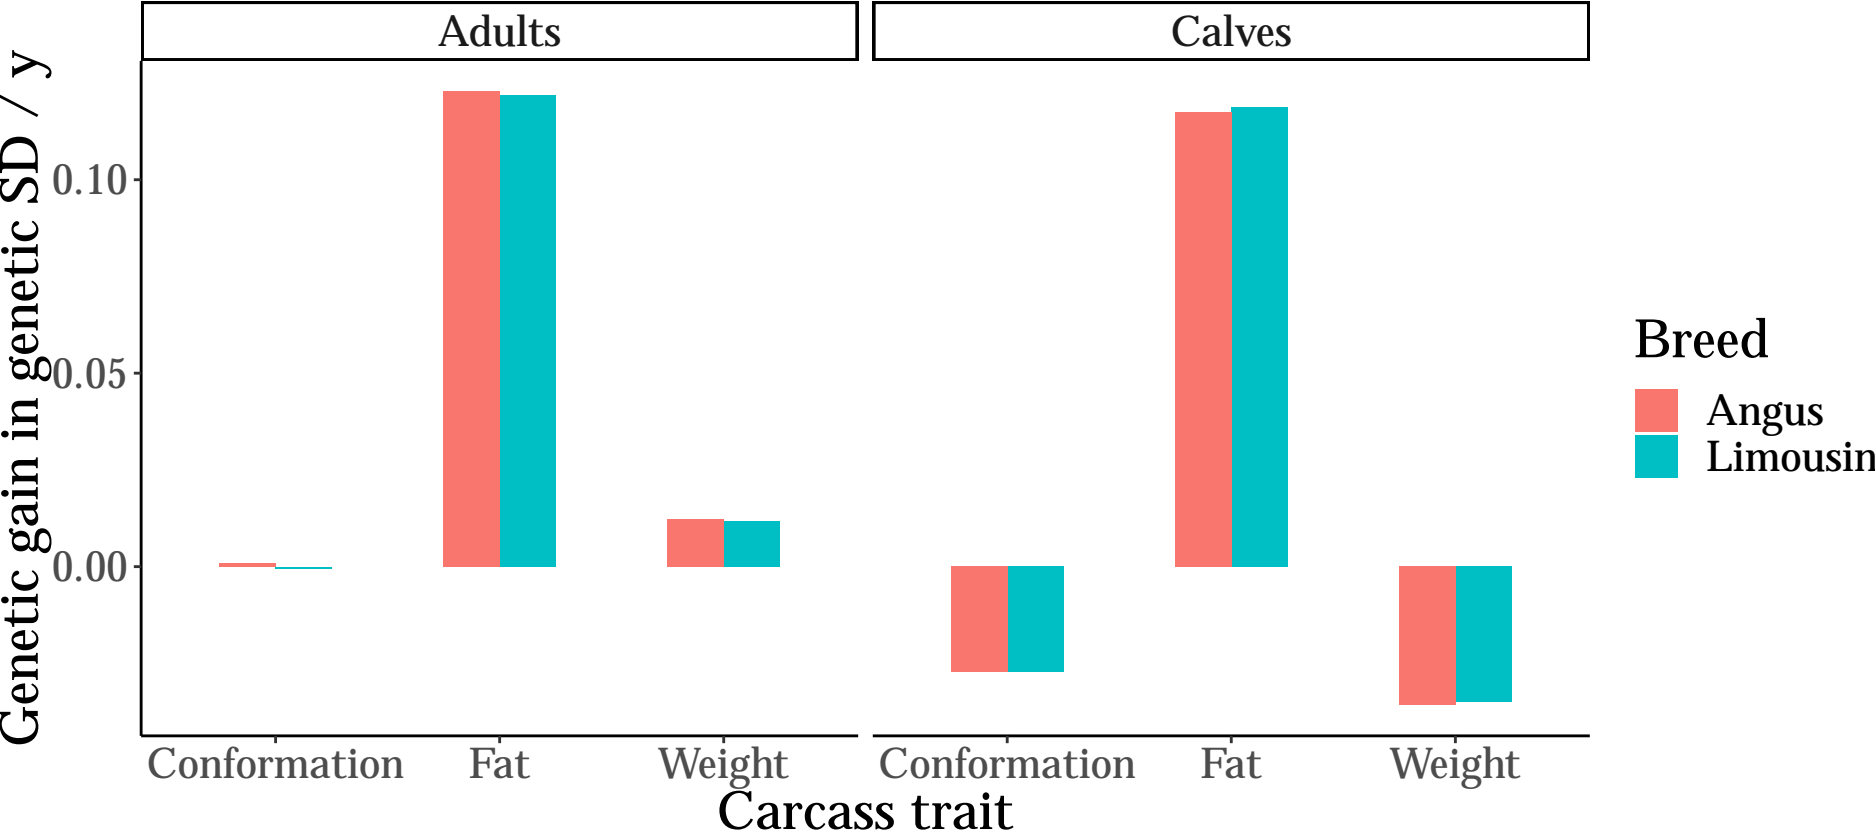 Adults
Calves
Genetic gain in genetic SD / y
0.10
0.05
0.00
Conformation
Fat
Weight
Conformation
Fat
Weight
Carcass trait
Breed
Angus
Limousin